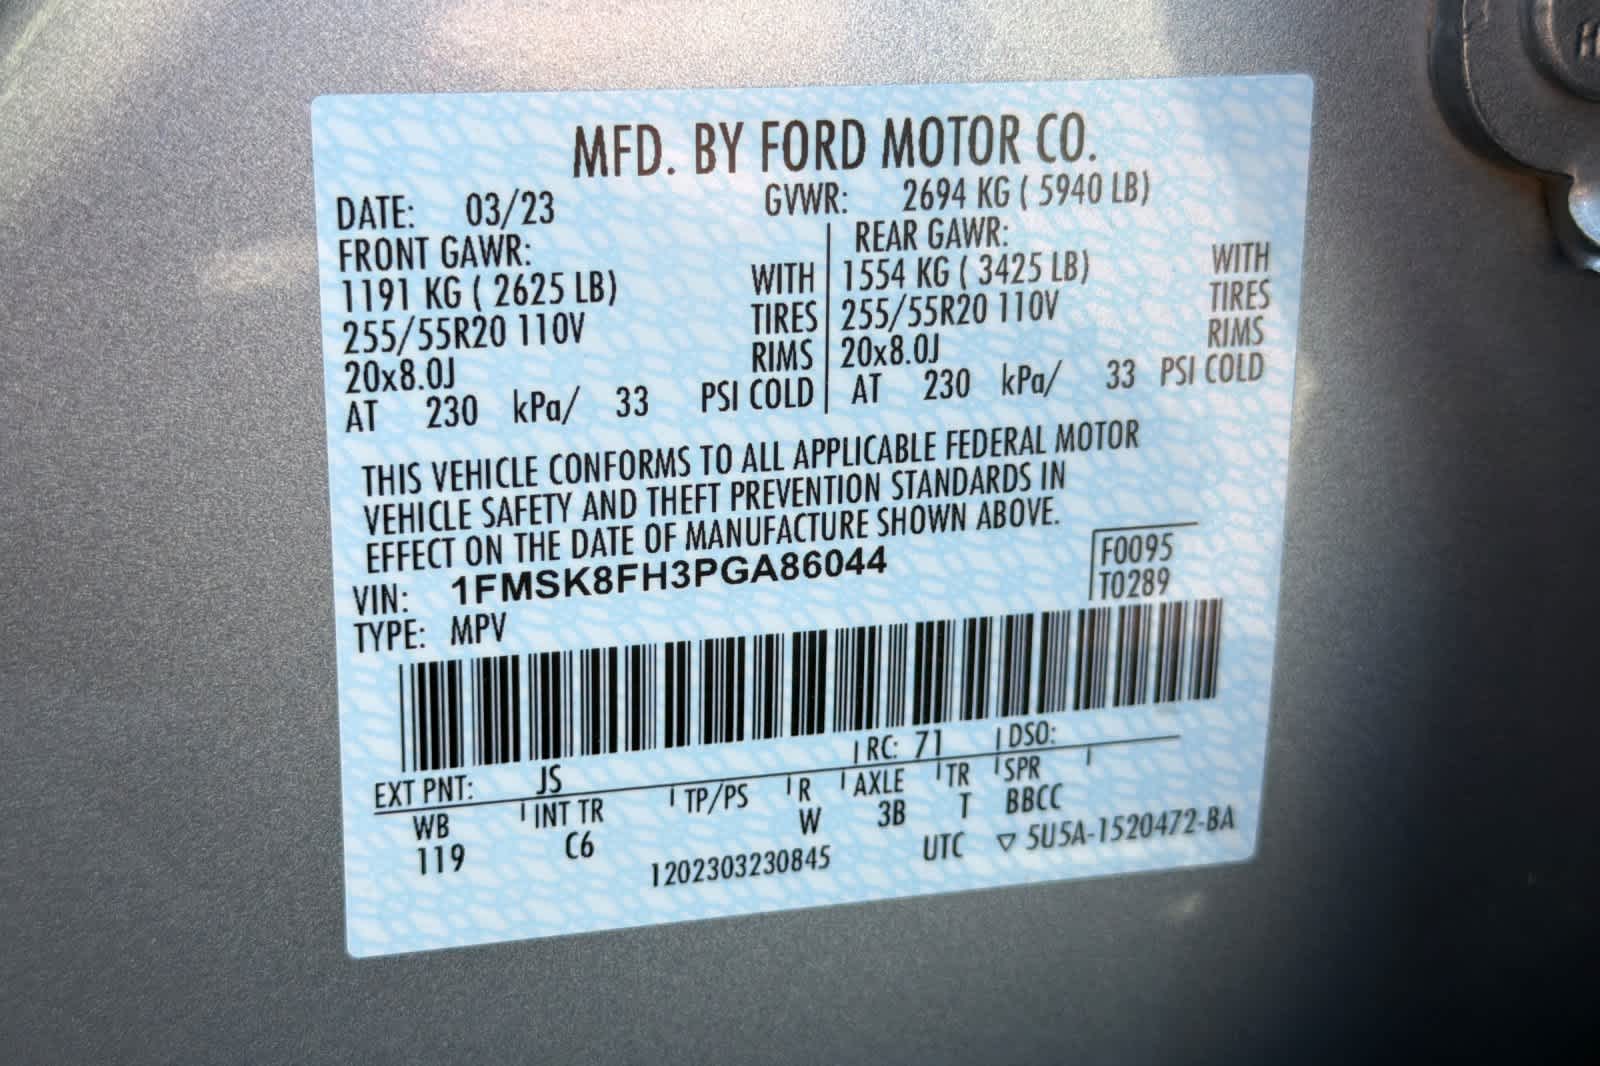 MFD. BY FORD MOTOR CO.
DATE: 03/23 GVWR: 2694 KG ( 5940 LB)
FRONT GAWR: REAR GAWR:
1191 KG ( 2625 LB) WITH 1554 KG ( 3425 LB) WITH
255/55R20 110V TIRES 255/55R20 110V TIRES
20x8.0J RIMS 20x8.0J RIMS
AT 230 kPa/ 33 PSI COLD AT 230 kPa/ 33 PSI COLD
THIS VEHICLE CONFORMS TO ALL APPLICABLE FEDERAL MOTOR
VEHICLE SAFETY AND THEFT PREVENTION STANDARDS IN
EFFECT ON THE DATE OF MANUFACTURE SHOWN ABOVE.
VIN: 1FMSK8FH3PGA86044 F0095
TYPE: MPV T0289
EXT PNT: JS RC: 71 DSO:
WB INT TR TP/PS R AXLE TR SPR
119 C6 W 3B T BBCC
1202303230845 UTC ▽ 5U5A-1520472-BA